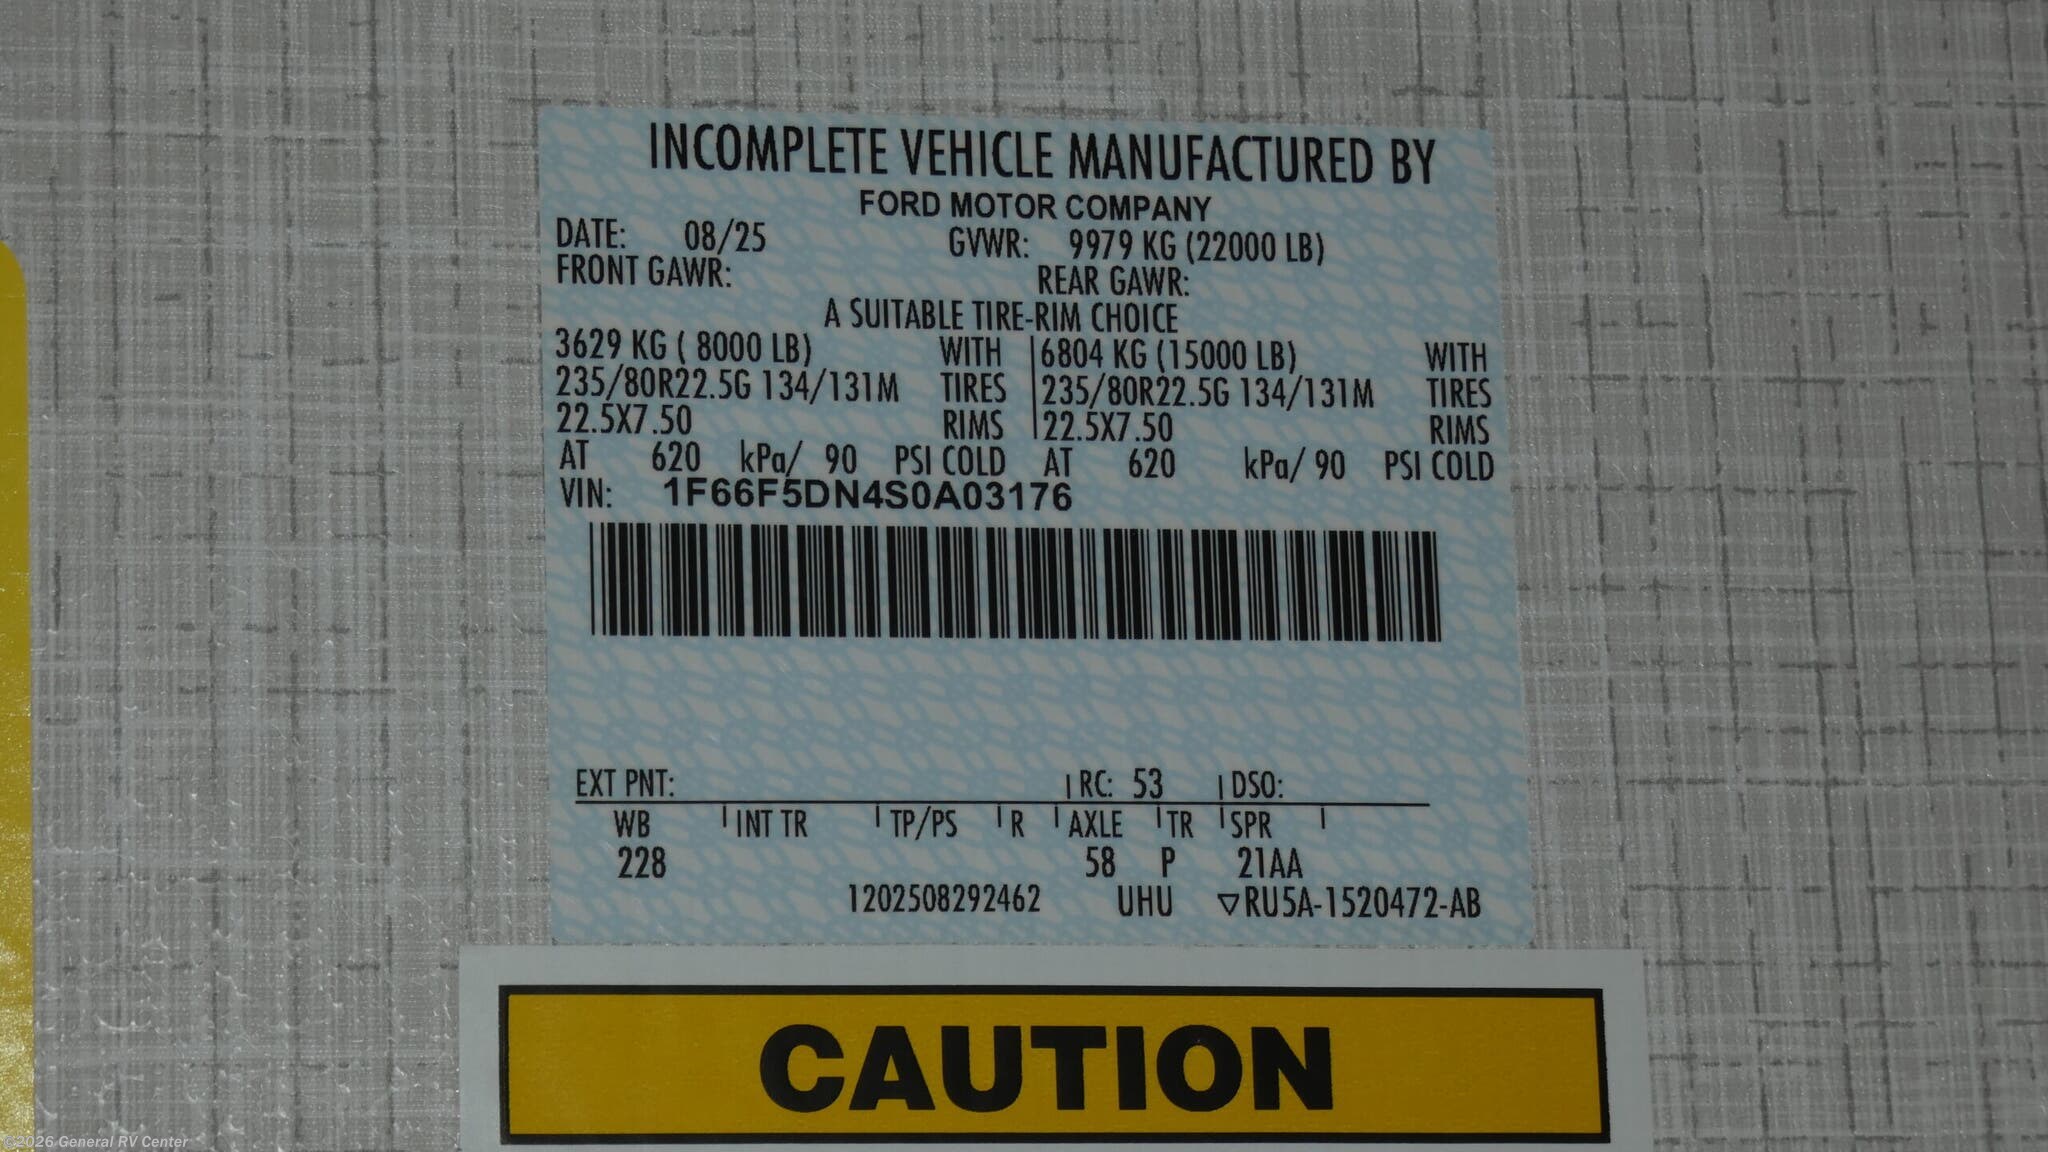 INCOMPLETE VEHICLE MANUFACTURED BY
FORD MOTOR COMPANY
DATE: 08/25 GVWR: 9979 KG (22000 LB)
FRONT GAWR: REAR GAWR:
A SUITABLE TIRE-RIM CHOICE
3629 KG ( 8000 LB) WITH 6804 KG (15000 LB) WITH
235/80R22.5G 134/131M TIRES 235/80R22.5G 134/131M TIRES
22.5X7.50 RIMS 22.5X7.50 RIMS
AT 620 kPa/ 90 PSI COLD AT 620 kPa/ 90 PSI COLD
VIN: 1F66F5DN4S0A03176
EXT PNT: RC: 53 DSO:
WB INT TR TP/PS R AXLE TR SPR
228 58 P 21AA
1202508292462 UHU ▽RU5A-1520472-AB
CAUTION
©2026 General RV Center